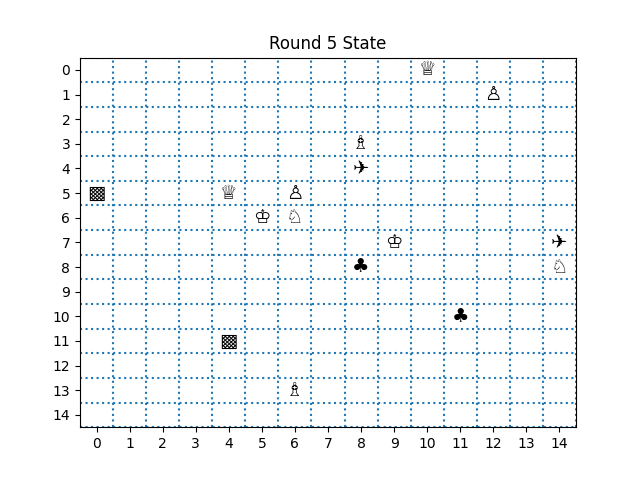 Round 5 State
0 ♕
1 ♙
2
3 ♗
4 ✈
5 ▩ ♕ ♙
6 ♔ ♘
7 ♔ ✈
8 ♣ ♘
9
10 ♣
11 ▩
12
13 ♗
14
0 1 2 3 4 5 6 7 8 9 10 11 12 13 14